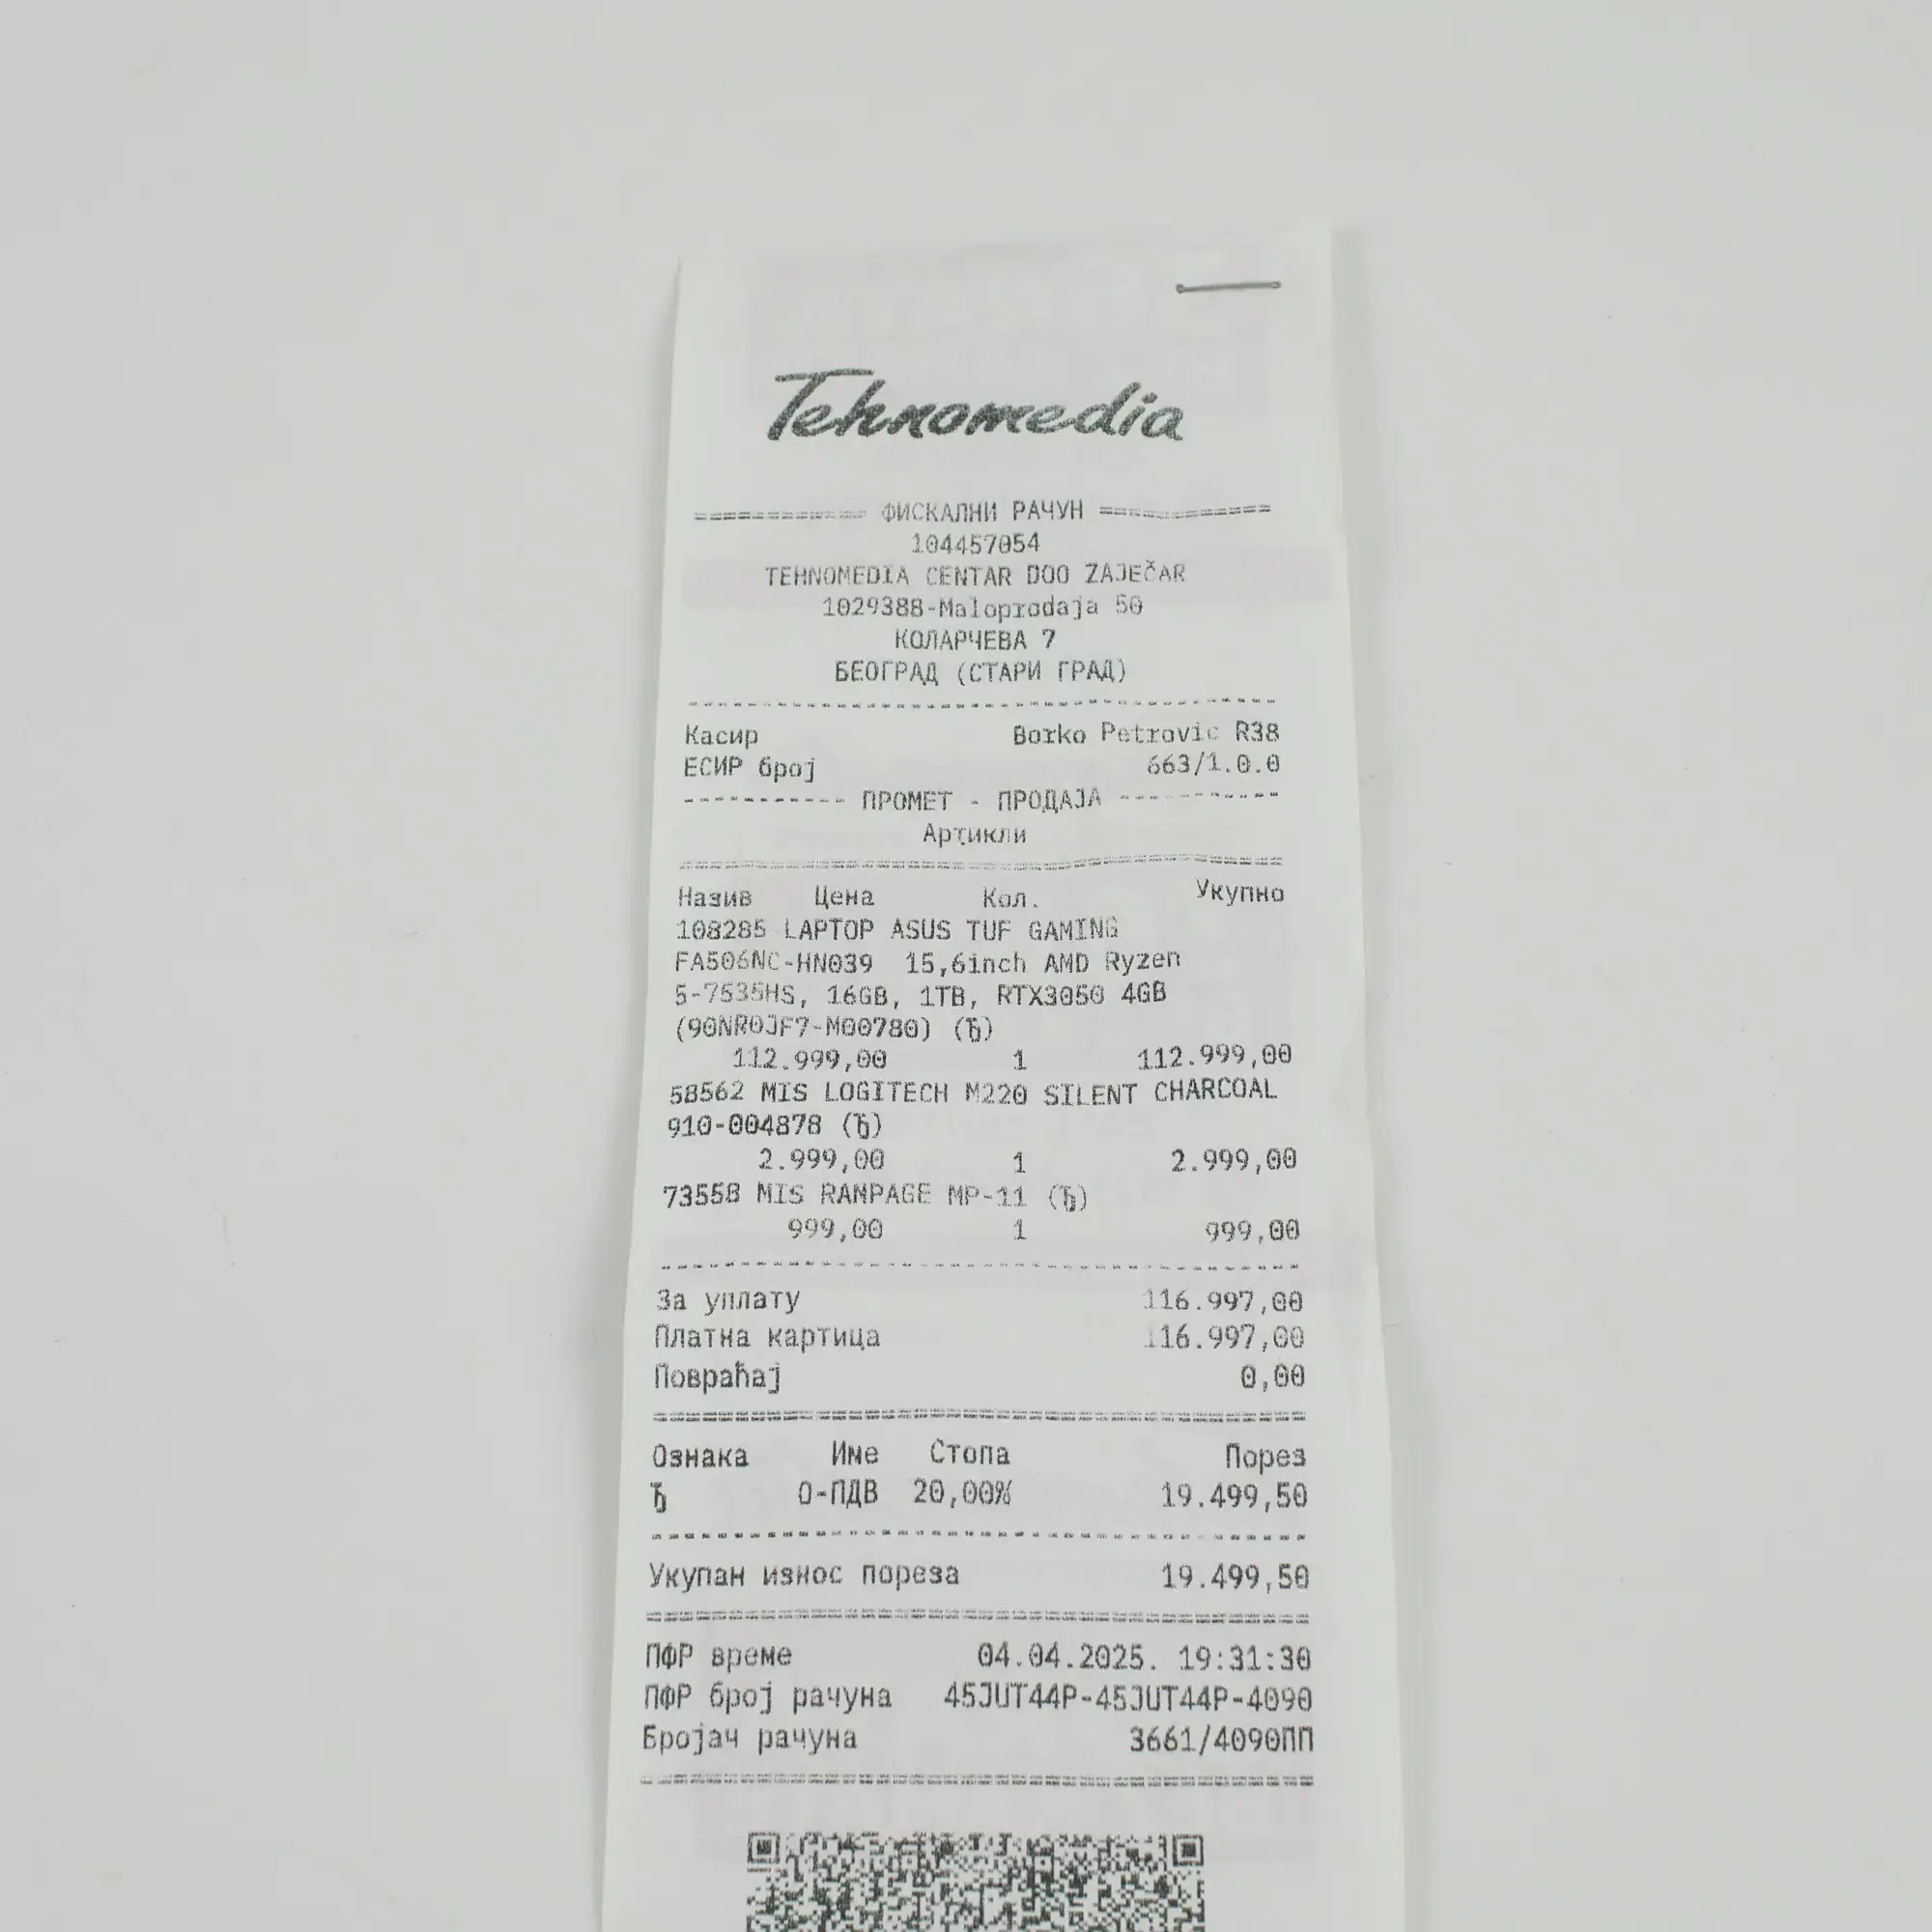 Tehnomedia
============ ФИСКАЛНИ РАЧУН ============
104457054
TEHNOMEDIA CENTAR DOO ZAJEČAR
1029388-Maloprodaja 50
КОЛАРЧЕВА 7
БЕОГРАД (СТАРИ ГРАД)
Касир Borko Petrovic R38
ЕСИР број 663/1.0.0
----------- ПРОМЕТ - ПРОДАЈА -----------
Артикли
Назив Цена Кол. Укупно
108285 LAPTOP ASUS TUF GAMING
FA506NC-HN039 15,6inch AMD Ryzen
5-7535HS, 16GB, 1TB, RTX3050 4GB
(90NR0JF7-M00780) (Ђ)
112.999,00 1 112.999,00
58562 MIS LOGITECH M220 SILENT CHARCOAL
910-004878 (Ђ)
2.999,00 1 2.999,00
73558 MIS RAMPAGE MP-11 (Ђ)
999,00 1 999,00
За уплату 116.997,00
Платна картица 116.997,00
Повраћај 0,00
Ознака Име Стопа Порез
Ђ О-ПДВ 20,00% 19.499,50
Укупан износ пореза 19.499,50
ПФР време 04.04.2025. 19:31:30
ПФР број рачуна 45JUT44P-45JUT44P-4090
Бројач рачуна 3661/4090ПП